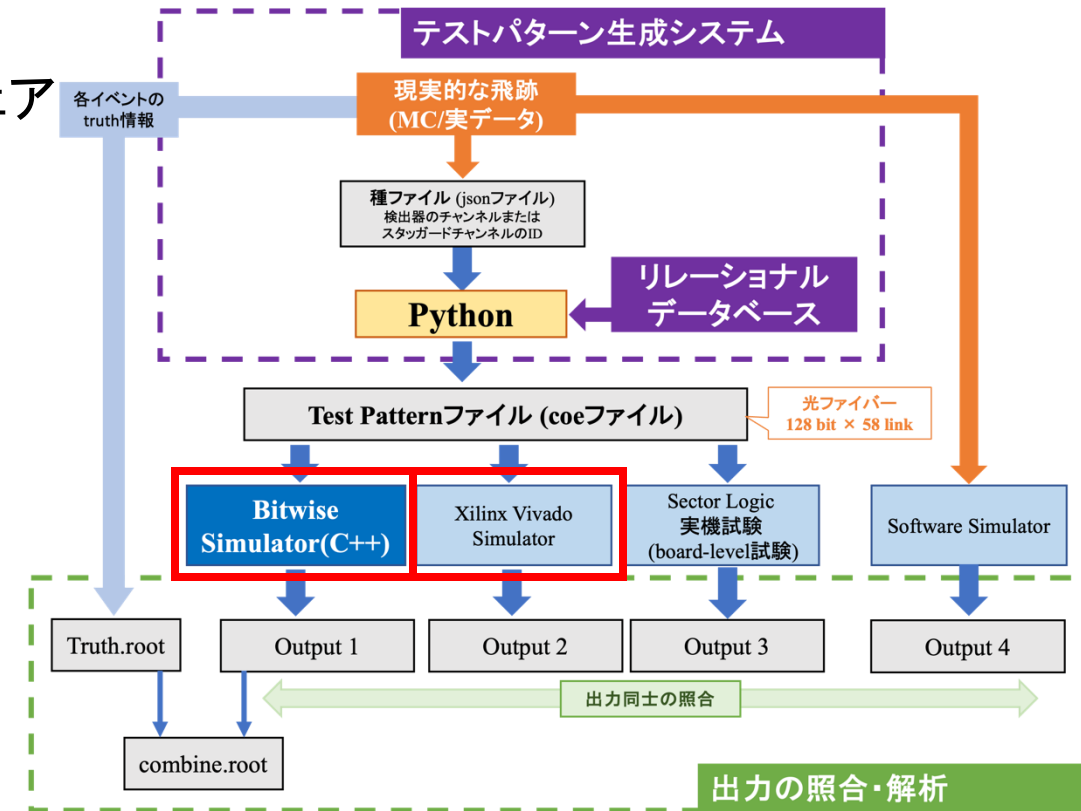 テストパターン生成システム
ェア
各イベントの
truth情報
現実的な飛跡
(MC/実データ)
種ファイル (jsonファイル)
検出器のチャンネルまたは
スタッガードチャンネルのID
リレーショナル
データベース
Python
Test Patternファイル (coeファイル)
光ファイバー
128 bit × 58 link
Bitwise
Simulator(C++)
Xilinx Vivado
Simulator
Sector Logic
実機試験
(board-level試験)
Software Simulator
Truth.root
Output 1
Output 2
Output 3
Output 4
出力同士の照合
combine.root
出力の照合・解析